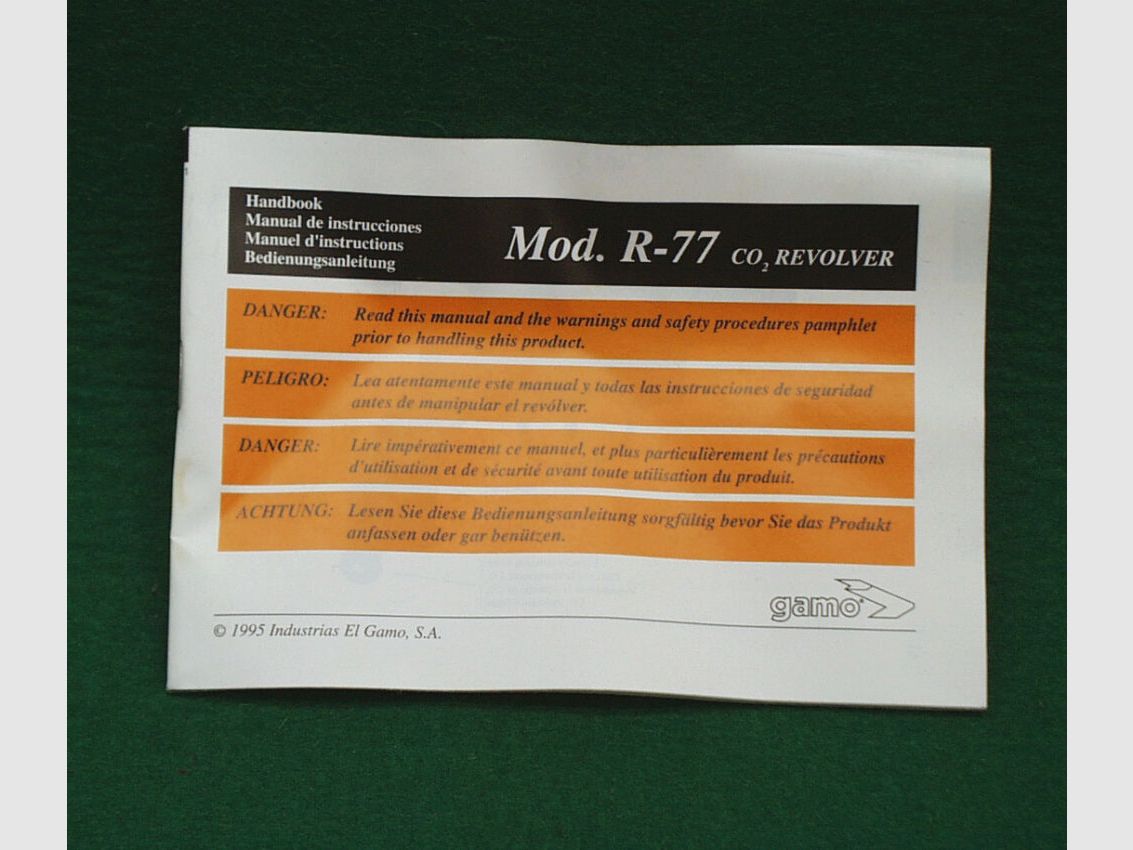 Handbook
Manual de instrucciones
Manuel d'instructions
Bedienungsanleitung
Mod. R-77 CO₂ REVOLVER
DANGER: Read this manual and the warnings and safety procedures pamphlet
prior to handling this product.
PELIGRO: Lea atentamente este manual y todas las instrucciones de seguridad
antes de manipular el revólver.
DANGER: Lire impérativement ce manuel, et plus particulièrement les précautions
d'utilisation et de sécurité avant toute utilisation du produit.
ACHTUNG: Lesen Sie diese Bedienungsanleitung sorgfältig bevor Sie das Produkt
anfassen oder gar benützen.
gamo®
© 1995 Industrias El Gamo, S.A.